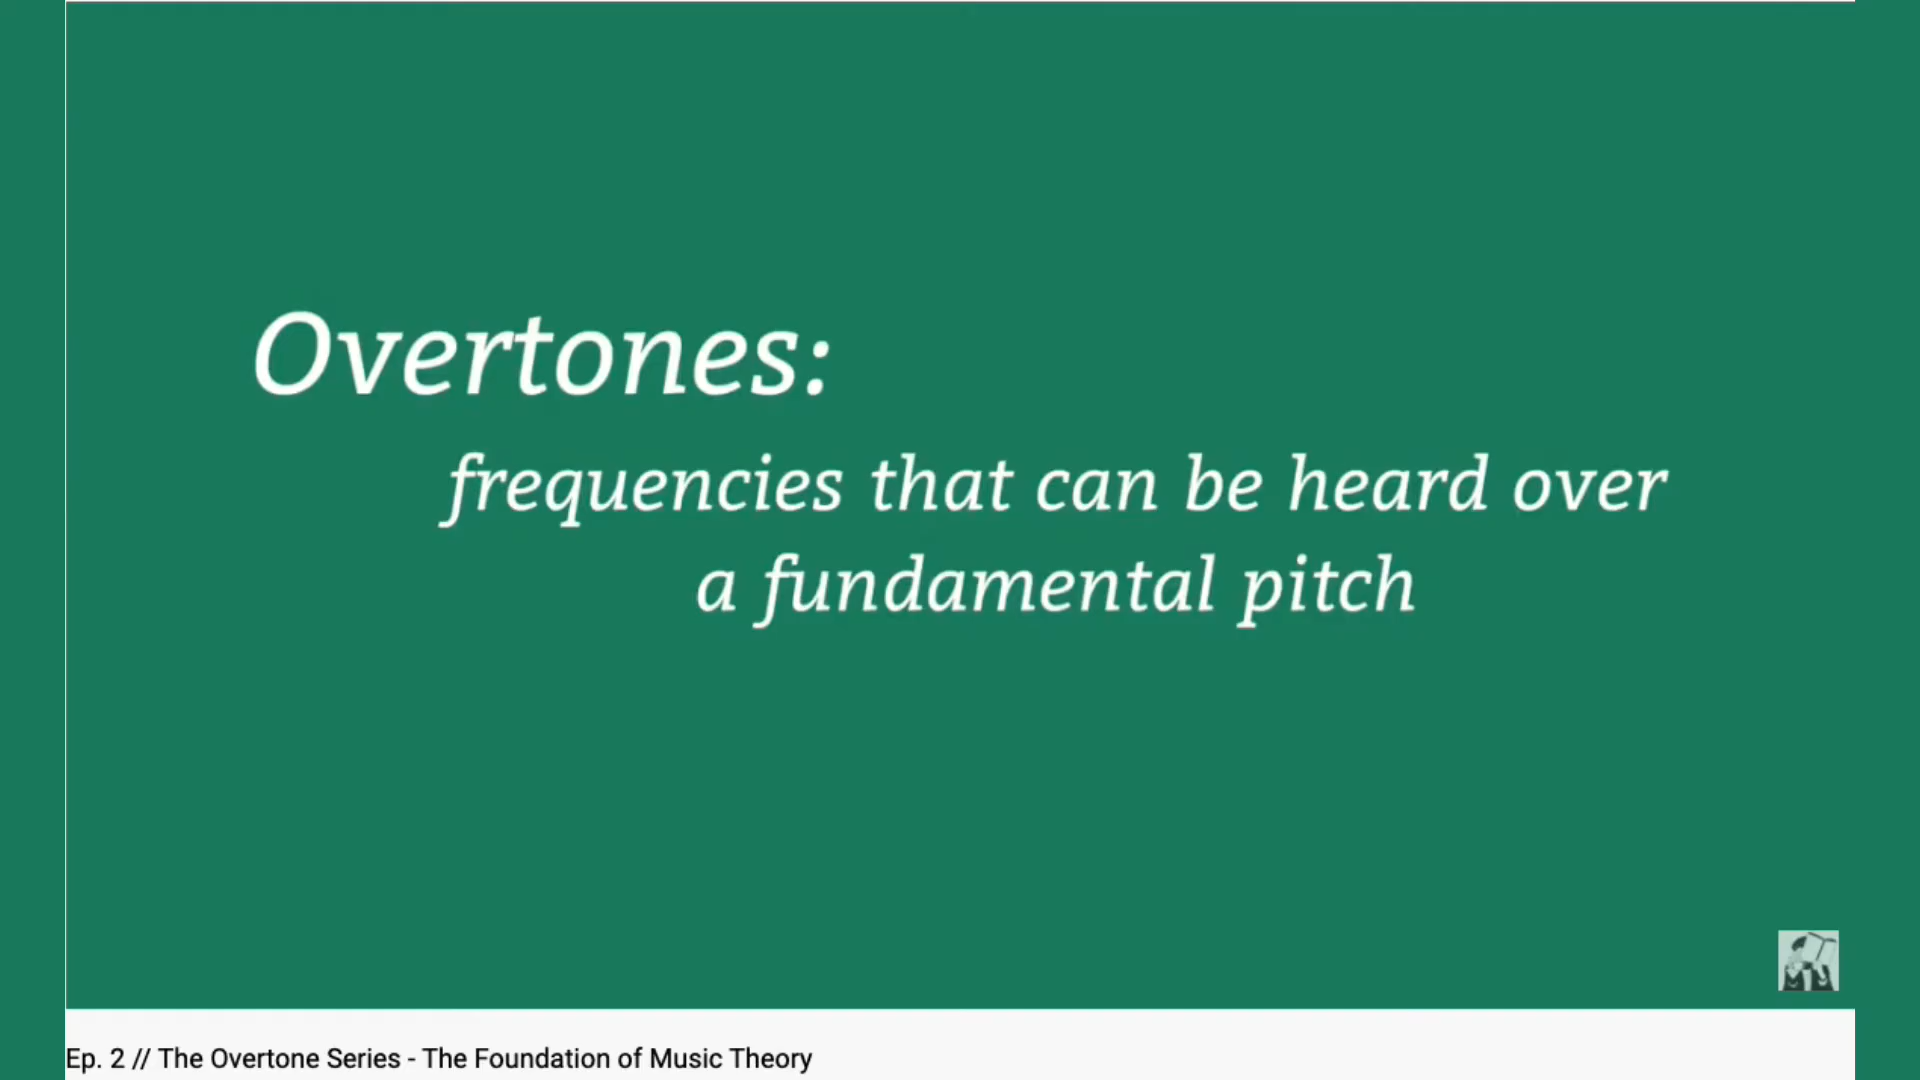 Overtones:
frequencies that can be heard over
a fundamental pitch
Ep. 2 // The Overtone Series - The Foundation of Music Theory